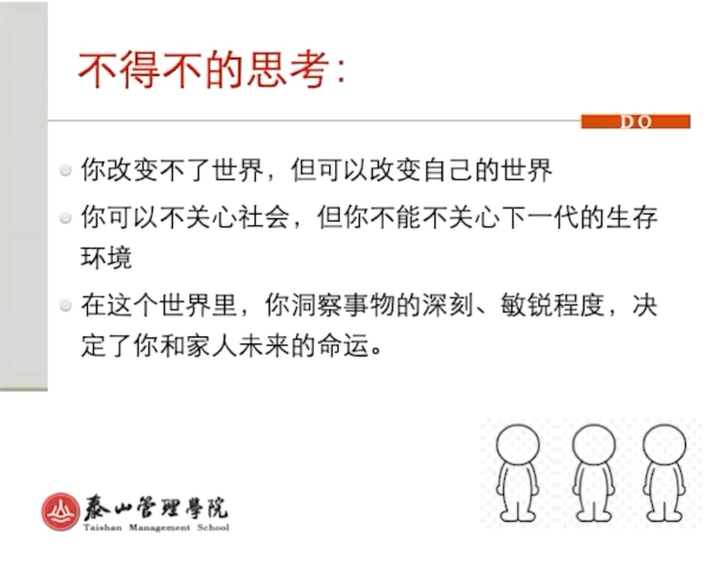 不得不的思考：
DO
你改变不了世界，但可以改变自己的世界
你可以不关心社会，但你不能不关心下一代的生存
环境
在这个世界里，你洞察事物的深刻、敏锐程度，决
定了你和家人未来的命运。
泰山管理學院
Taishan Management School